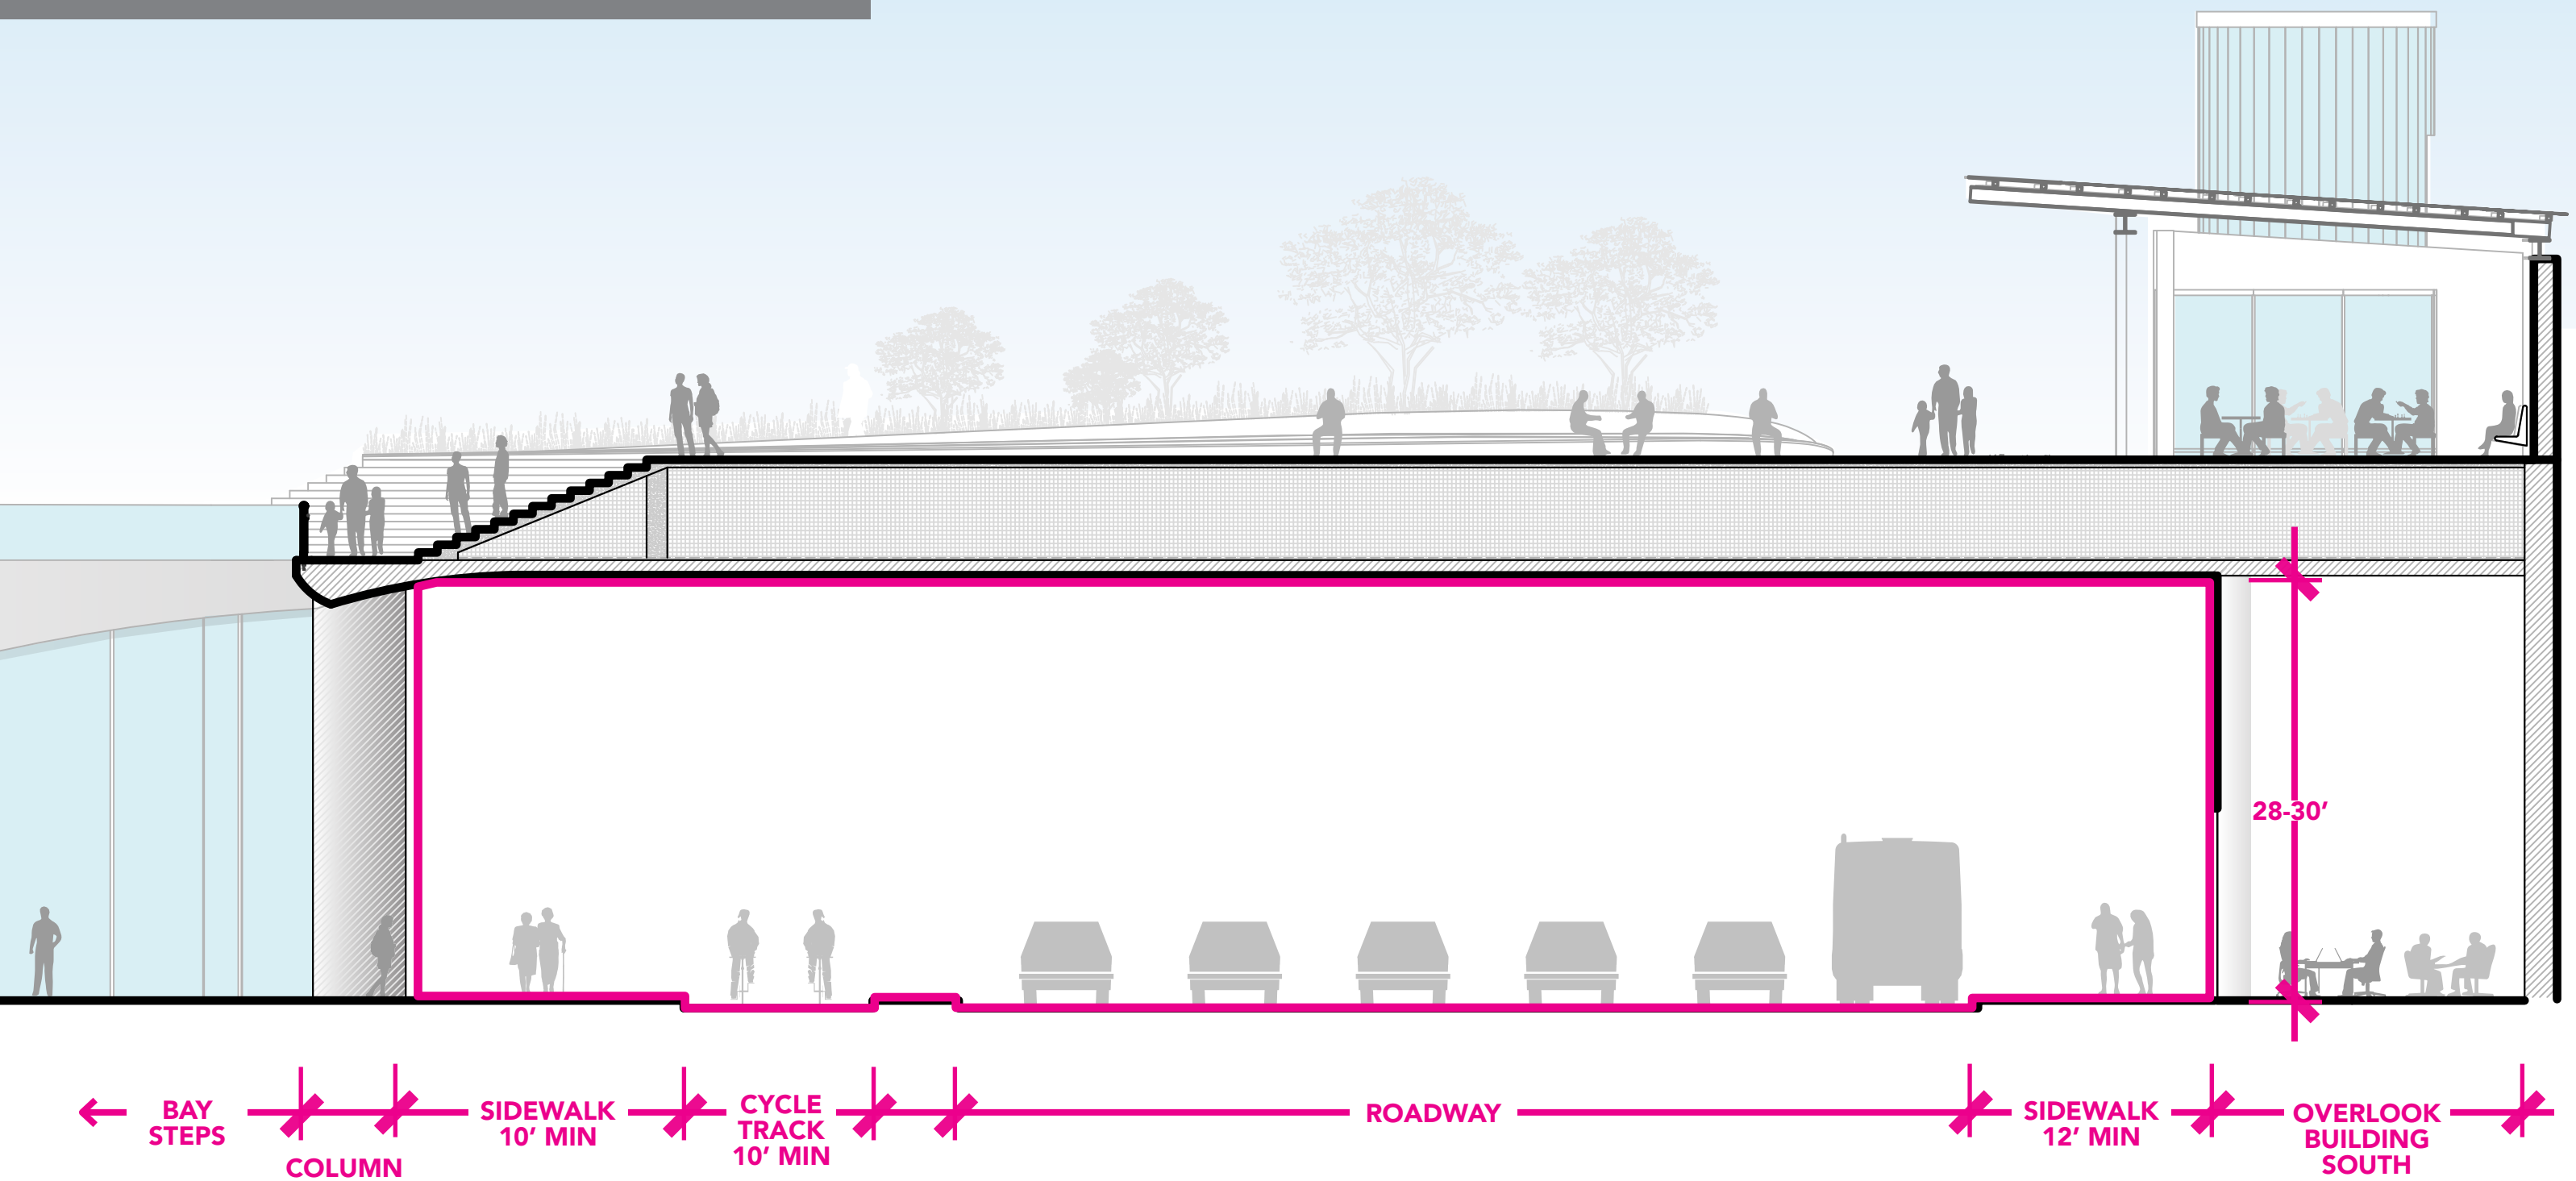 28-30’
BAY
STEPS
COLUMN
SIDEWALK
10’ MIN
CYCLE
TRACK
10’ MIN
ROADWAY
SIDEWALK
12’ MIN
OVERLOOK
BUILDING
SOUTH